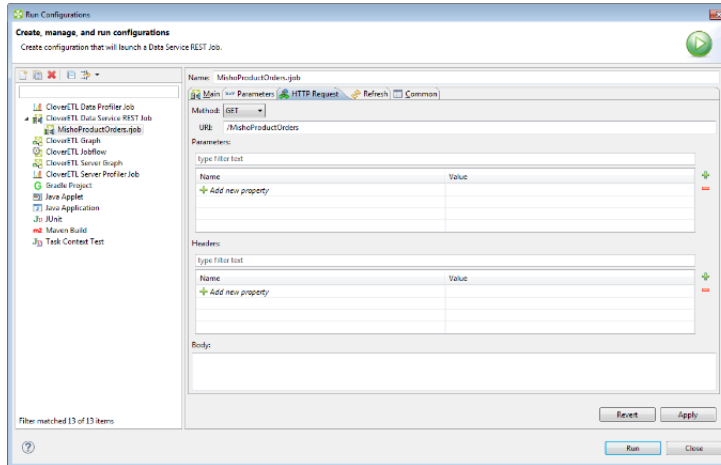 Run Configurations
Create, manage, and run configurations
Create configuration that will launch a Data Service REST Job.
Name: MishoProductOrders.rjob
Main Parameters HTTP Request Refresh Common
CloverETL Data Profiler Job
CloverETL Data Service REST Job
MishoProductOrders.rjob
CloverETL Graph
CloverETL Jobflow
CloverETL Server Graph
CloverETL Server Profiler Job
Gradle Project
Java Applet
Java Application
JUnit
Maven Build
Task Context Test
Filter matched 13 of 13 items
Method: GET
URI: /MishoProductOrders
Parameters:
type filter text
Name Value
Add new property
Headers:
type filter text
Name Value
Add new property
Body:
Revert Apply
Run Close